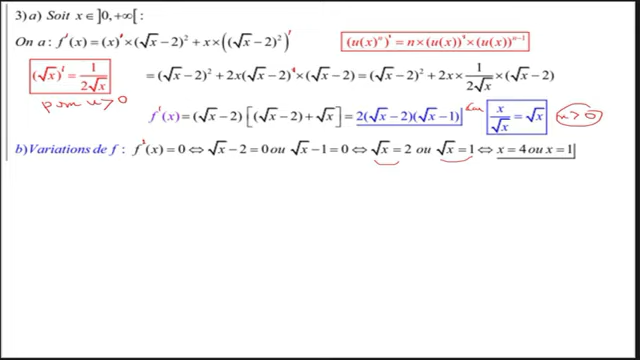 3) a) Soit x ∈ ]0, +∞[ :
On a : f'(x) = (x)' × (√x − 2)² + x × ((√x − 2)²)'
(u(x)ⁿ)' = n × (u(x))' × (u(x))ⁿ⁻¹
(√x)' = 1/(2√x)
pour x > 0
= (√x − 2)² + 2x(√x − 2)' × (√x − 2) = (√x − 2)² + 2x × 1/(2√x) × (√x − 2)
f'(x) = (√x − 2) [(√x − 2) + √x] = 2(√x − 2)(√x − 1) car x/√x = √x x > 0
b) Variations de f : f'(x) = 0 ⇔ √x − 2 = 0 ou √x − 1 = 0 ⇔ √x = 2 ou √x = 1 ⇔ x = 4 ou x = 1